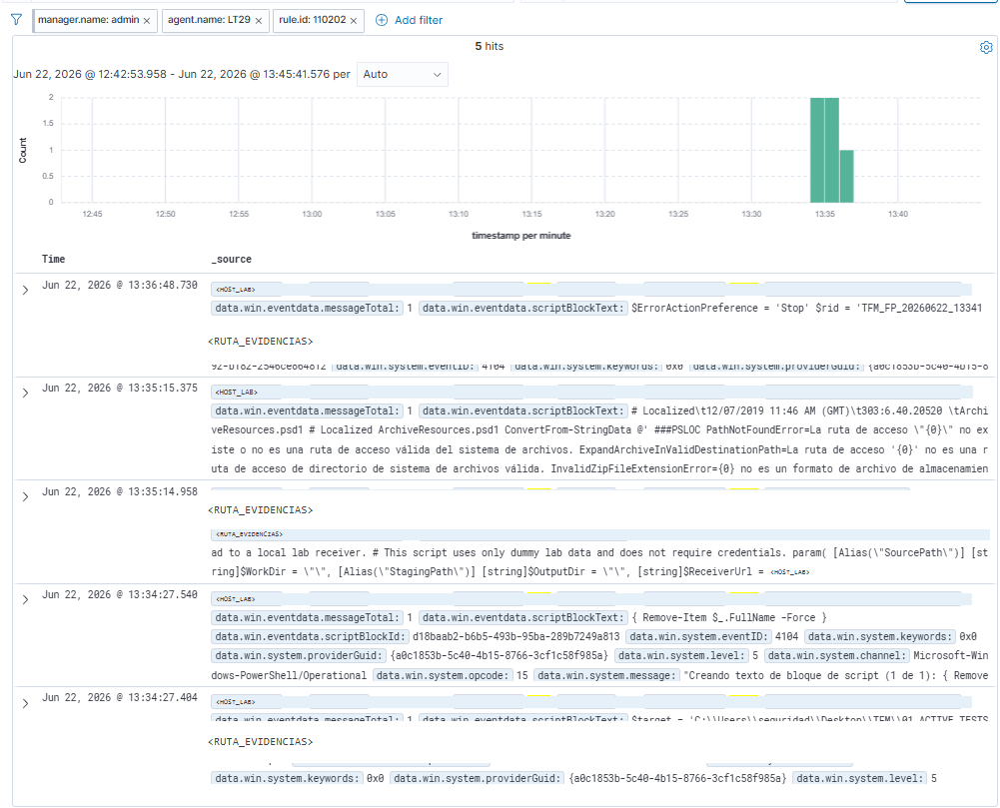 manager.name: admin × agent.name: LT29 × rule.id: 110202 × Add filter
5 hits
Jun 22, 2026 @ 12:42:53.958 - Jun 22, 2026 @ 13:45:41.576 per Auto
2
1.5
1
0.5
0
Count
12:45 12:50 12:55 13:00 13:05 13:10 13:15 13:20 13:25 13:30 13:35 13:40
timestamp per minute
Time _source
Jun 22, 2026 @ 13:36:48.730 <HOST_LAB>
data.win.eventdata.messageTotal: 1 data.win.eventdata.scriptBlockText: $ErrorActionPreference = 'Stop' $rid = 'TFM_FP_20260622_13341
<RUTA_EVIDENCIAS>
92-b182-2546ce864812 data.win.system.eventID: 4104 data.win.system.keywords: 0x0 data.win.system.providerGuid: {a0c1853b-5c40-4b15-8
Jun 22, 2026 @ 13:35:15.375 <HOST_LAB>
data.win.eventdata.messageTotal: 1 data.win.eventdata.scriptBlockText: # Localized\t12/07/2019 11:46 AM (GMT)\t303:6.40.20520 \tArch
iveResources.psd1 # Localized ArchiveResources.psd1 ConvertFrom-StringData @' ###PSLOC PathNotFoundError=La ruta de acceso \"{0}\" no ex
iste o no es una ruta de acceso válida del sistema de archivos. ExpandArchiveInValidDestinationPath=La ruta de acceso '{0}' no es una r
uta de acceso de directorio de sistema de archivos válida. InvalidZipFileExtensionError={0} no es un formato de archivo de almacenamien
Jun 22, 2026 @ 13:35:14.958
<RUTA_EVIDENCIAS>
<RUTA_EVIDENCIAS>
ad to a local lab receiver. # This script uses only dummy lab data and does not require credentials. param( [Alias(\"SourcePath\")] [st
ring]$WorkDir = \"\", [Alias(\"StagingPath\")] [string]$OutputDir = \"\", [string]$ReceiverUrl = <HOST_LAB>
Jun 22, 2026 @ 13:34:27.540 <HOST_LAB>
data.win.eventdata.messageTotal: 1 data.win.eventdata.scriptBlockText: { Remove-Item $_.FullName -Force }
data.win.eventdata.scriptBlockId: d18baab2-b6b5-493b-95ba-289b7249a813 data.win.system.eventID: 4104 data.win.system.keywords: 0x0
data.win.system.providerGuid: {a0c1853b-5c40-4b15-8766-3cf1c58f985a} data.win.system.level: 5 data.win.system.channel: Microsoft-Win
dows-PowerShell/Operational data.win.system.opcode: 15 data.win.system.message: "Creando texto de bloque de script (1 de 1): { Remove
Jun 22, 2026 @ 13:34:27.404 <HOST_LAB>
data.win.eventdata.messageTotal: 1 data.win.eventdata.scriptBlockText: $target = 'C:\\Users\\seguridad\\Desktop\\TFM\\01_ACTIVE_TESTS
<RUTA_EVIDENCIAS>
data.win.system.keywords: 0x0 data.win.system.providerGuid: {a0c1853b-5c40-4b15-8766-3cf1c58f985a} data.win.system.level: 5